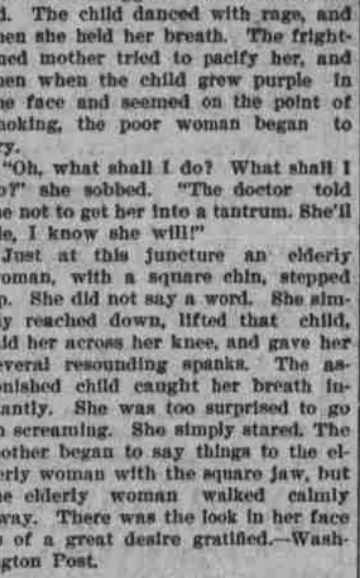 d. The child danced with rage, and
hen she held her breath. The fright-
ned mother tried to pacify her, and
hen when the child grew purple in
he face and seemed on the point of
hoking, the poor woman began to
ry.
"Oh, what shall I do? What shall I
o?" she sobbed. "The doctor told
e not to get her into a tantrum. She'll
ie, I know she will!"
Just at this juncture an elderly
woman, with a square chin, stepped
p. She did not say a word. She sim-
ly reached down, lifted that child,
aid her across her knee, and gave her
everal resounding spanks. The as-
onished child caught her breath in-
tantly. She was too surprised to go
n screaming. She simply stared. The
other began to say things to the el-
erly woman with the square jaw, but
he elderly woman walked calmly
way. There was the look in her face
s of a great desire gratified.—Wash-
ngton Post.